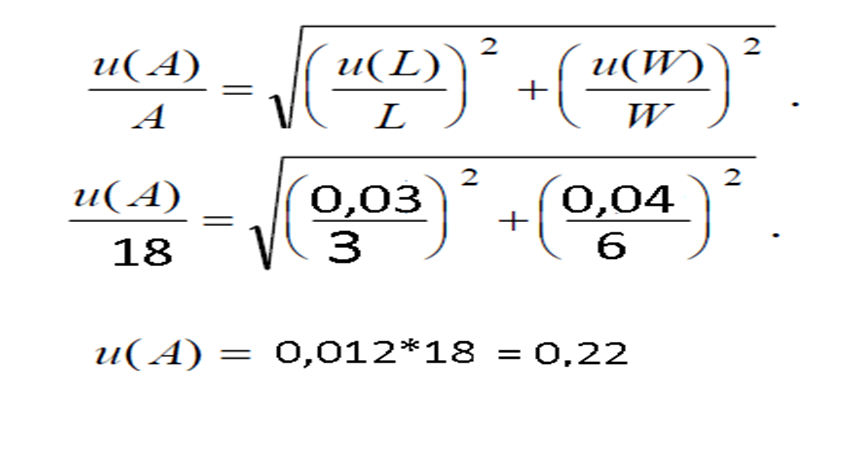 u(A)/A = √((u(L)/L)² + (u(W)/W)²) .
u(A)/18 = √((0,03/3)² + (0,04/6)²) .
u(A) = 0,012*18 = 0.22